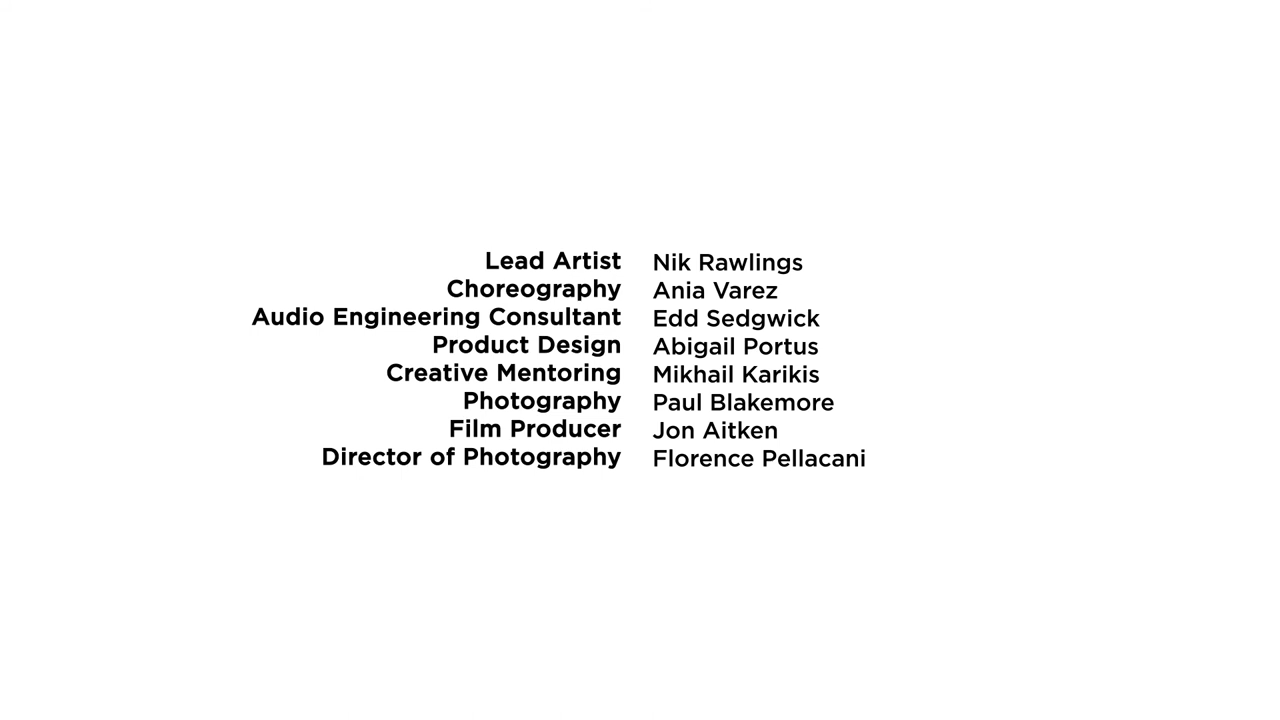 Lead Artist Nik Rawlings
Choreography Ania Varez
Audio Engineering Consultant Edd Sedgwick
Product Design Abigail Portus
Creative Mentoring Mikhail Karikis
Photography Paul Blakemore
Film Producer Jon Aitken
Director of Photography Florence Pellacani